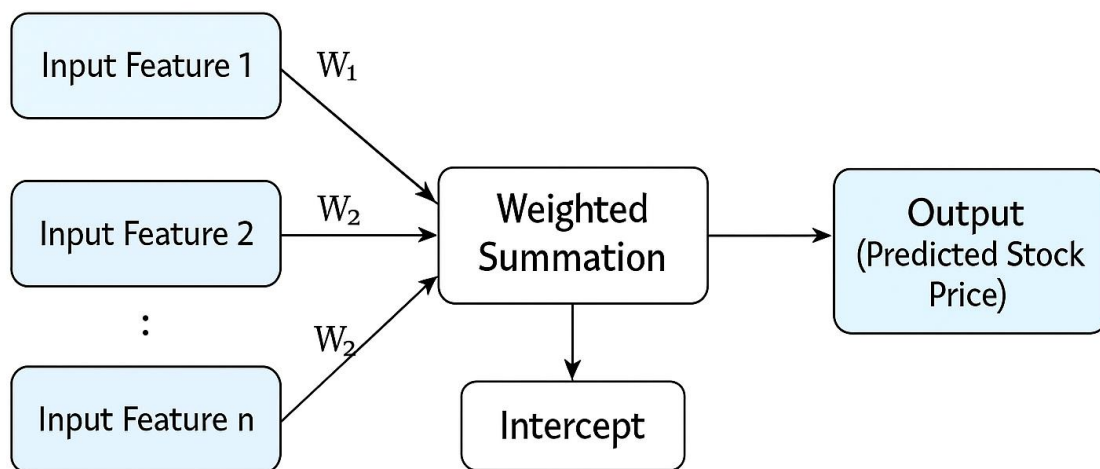 Input Feature 1
W₁
Input Feature 2
W₂
:
Input Feature n
W₂
Weighted
Summation
Intercept
Output
(Predicted Stock
Price)